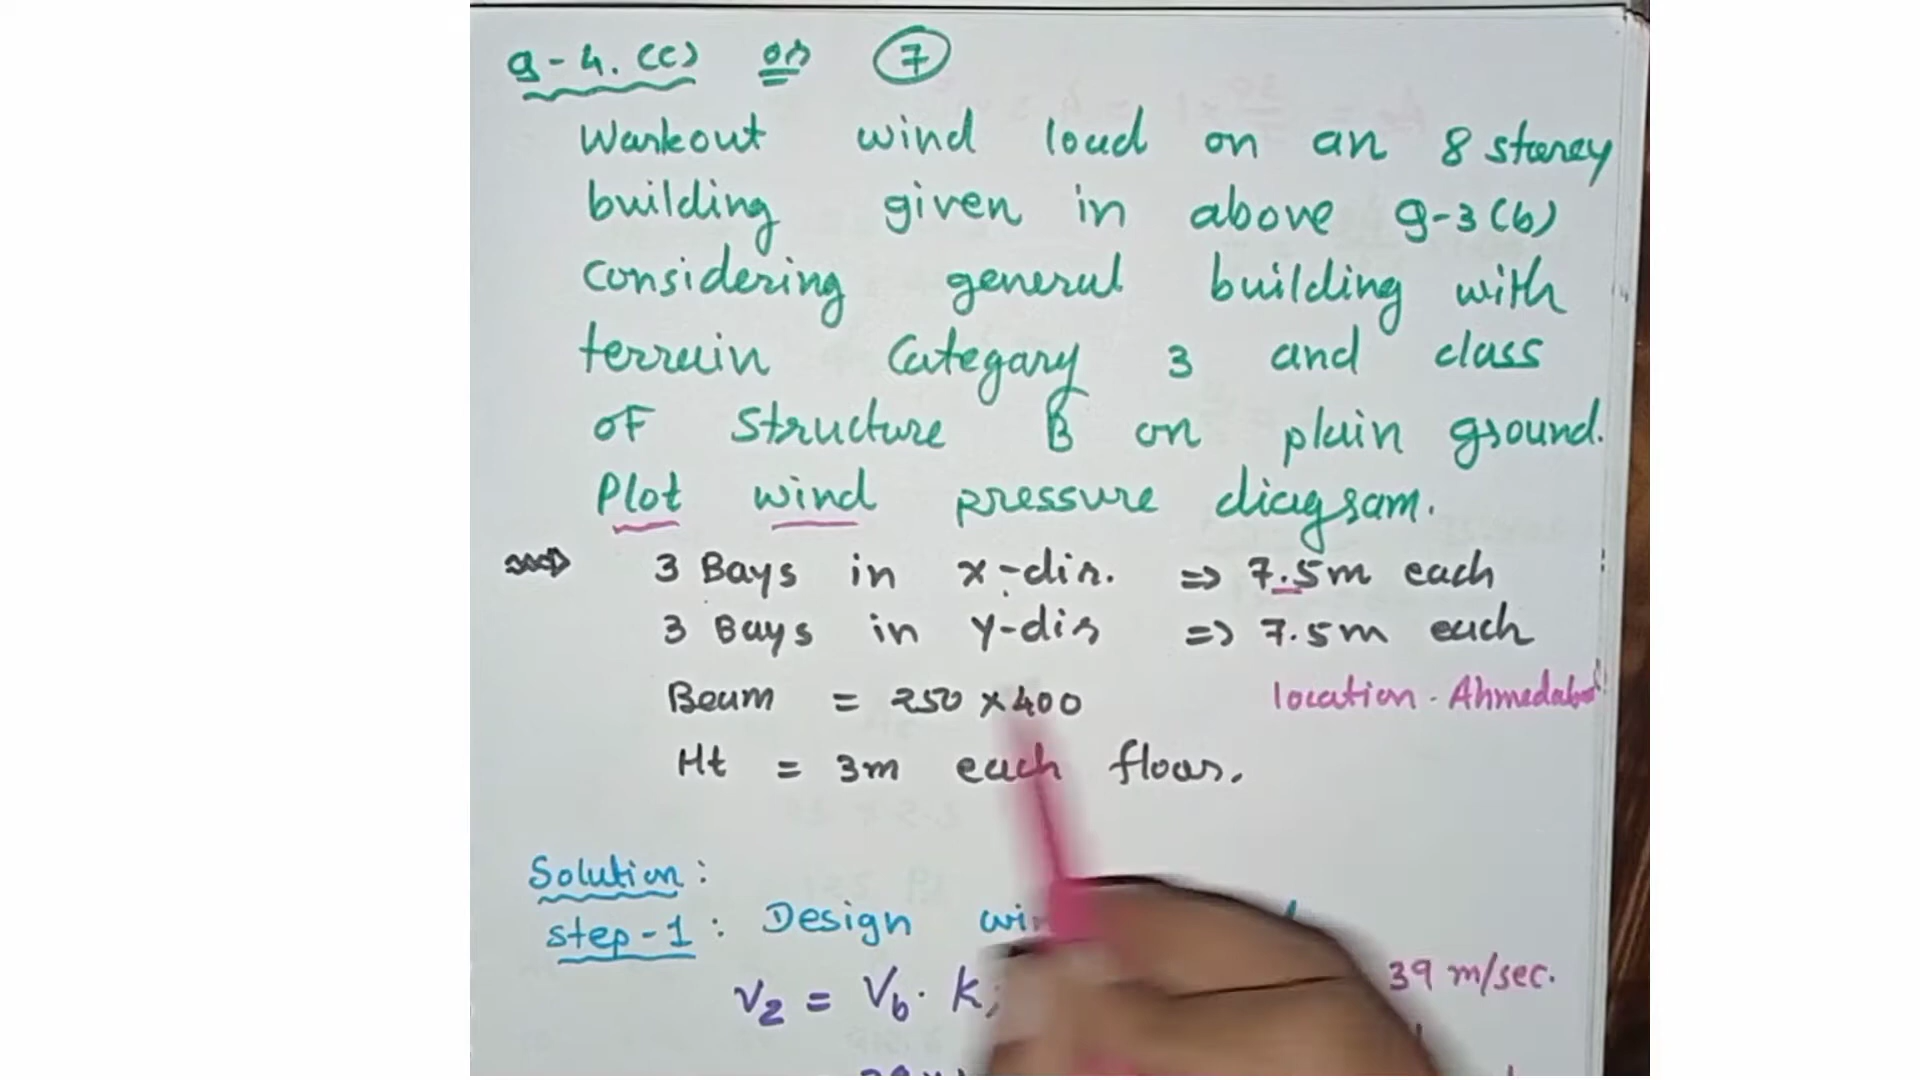 Q-4. (C) OR 7
Workout wind load on an 8 storey
building given in above Q-3(b)
considering general building with
terrain Category 3 and class
of structure B on plain ground.
Plot wind pressure diagram.
3 Bays in x-dir. ⇒ 7.5m each
3 Bays in y-dir ⇒ 7.5m each
Beam = 250 x 400 location - Ahmedabad
Ht = 3m each floor.
Solution:
Step-1: Design
Vz = Vb. k, 39 m/sec.